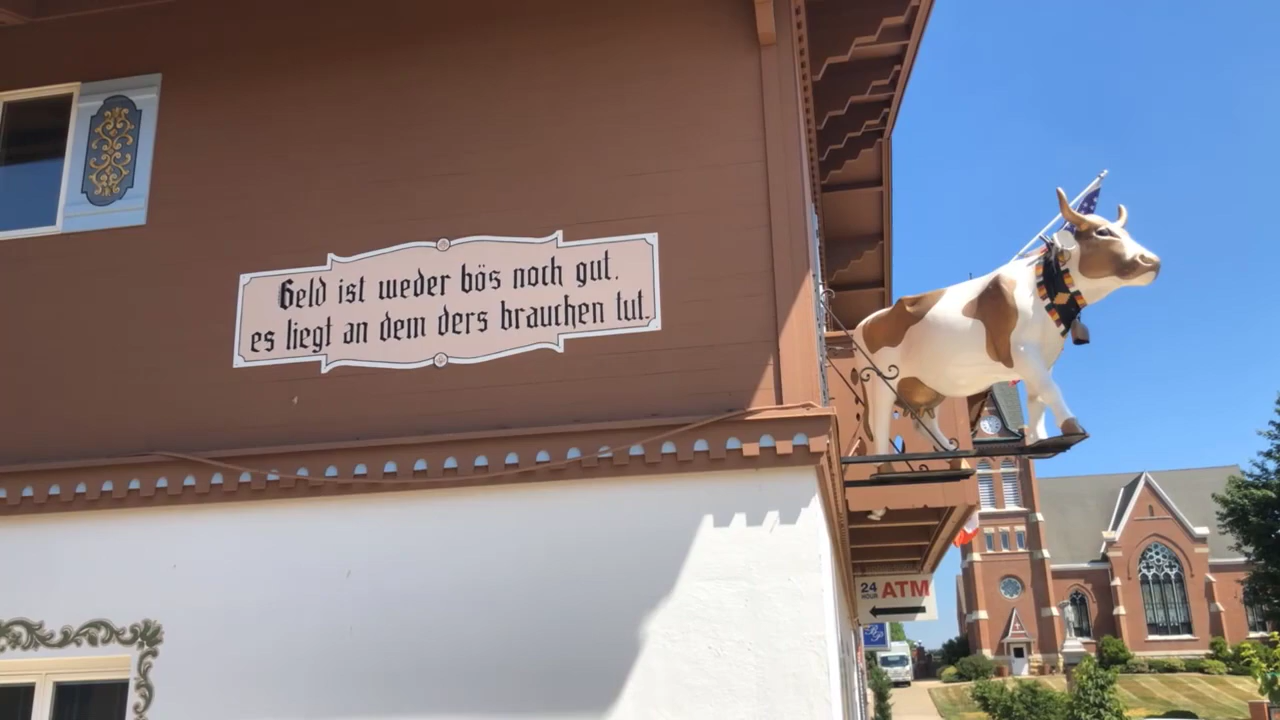 Geld ist weder bös noch gut.
es liegt an dem ders brauchen tut.
24 HOUR ATM